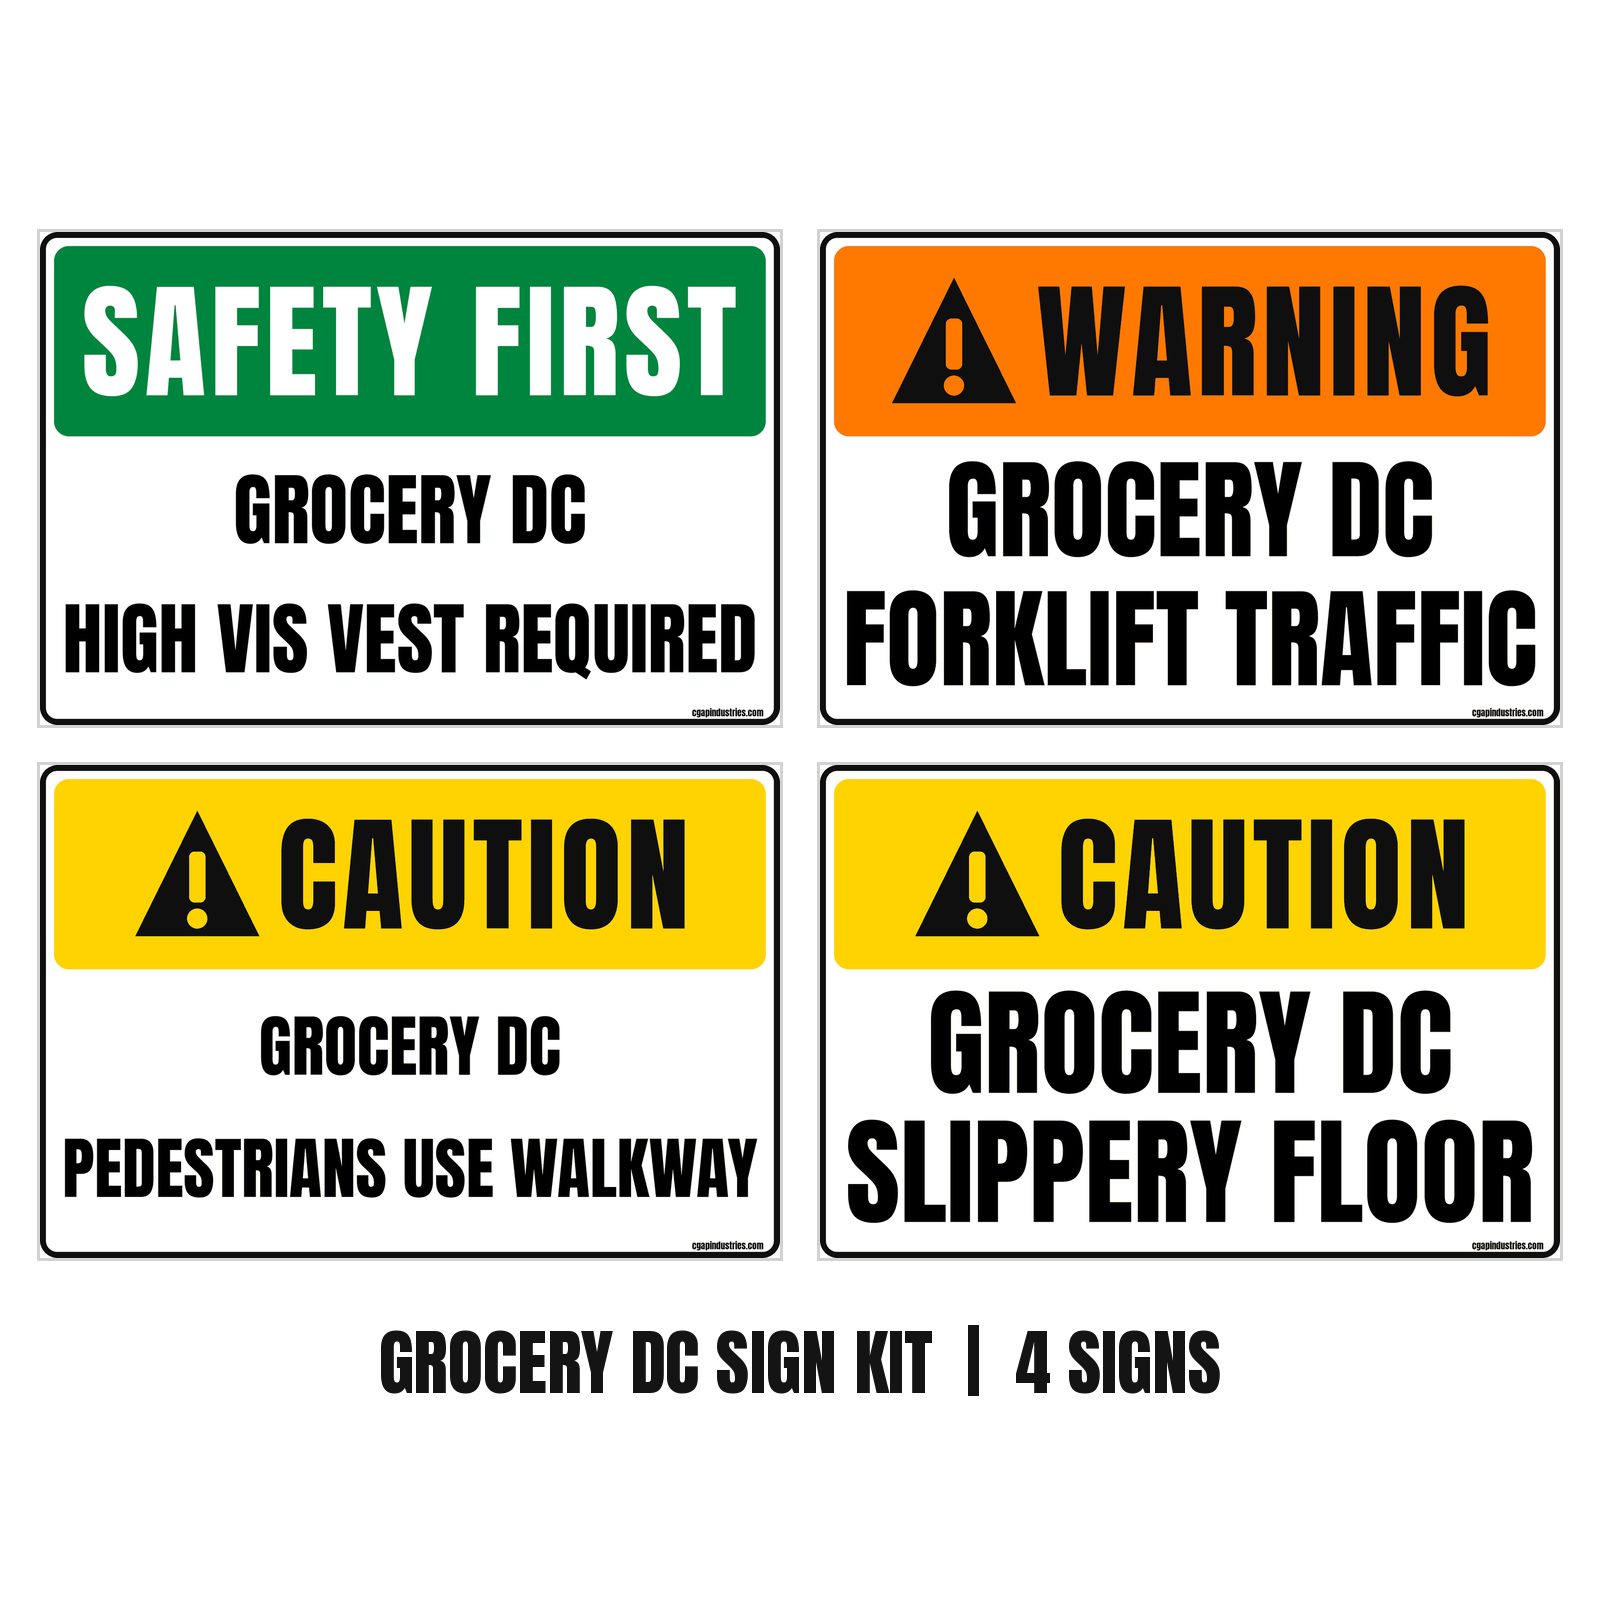 SAFETY FIRST
GROCERY DC
HIGH VIS VEST REQUIRED
cgapindustries.com
WARNING
GROCERY DC
FORKLIFT TRAFFIC
cgapindustries.com
CAUTION
GROCERY DC
PEDESTRIANS USE WALKWAY
cgapindustries.com
CAUTION
GROCERY DC
SLIPPERY FLOOR
cgapindustries.com
GROCERY DC SIGN KIT | 4 SIGNS